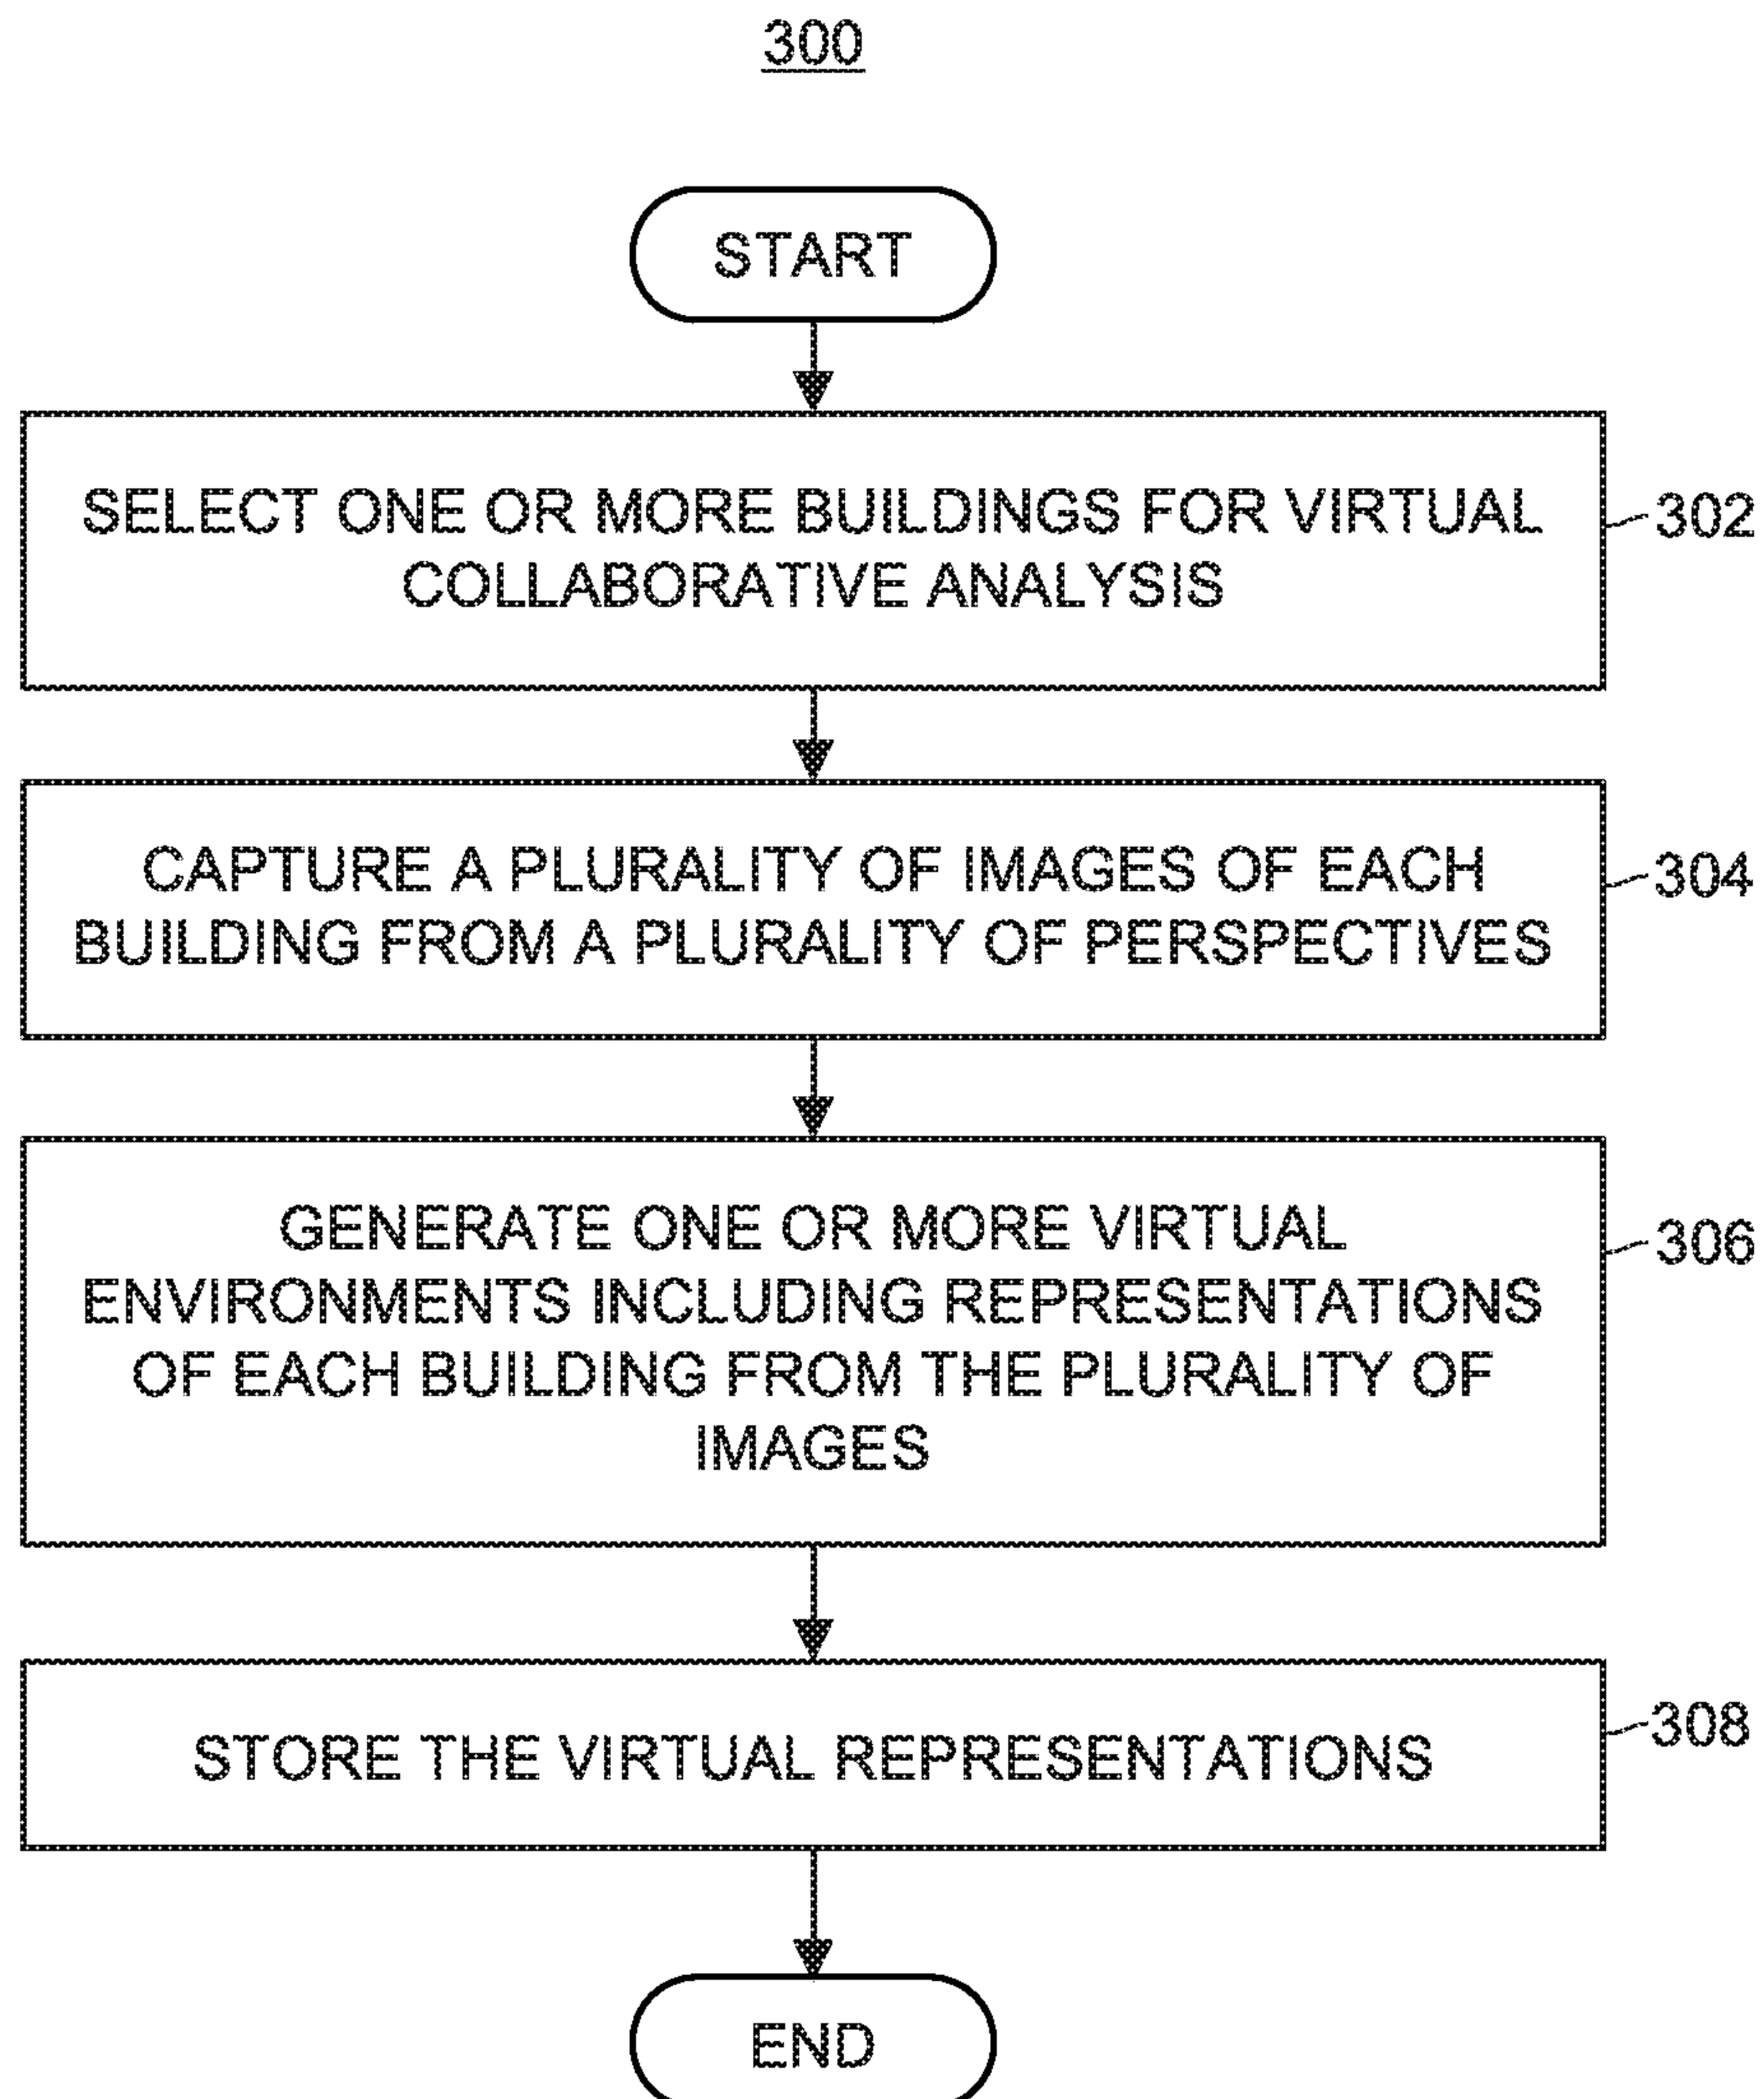 300
START
SELECT ONE OR MORE BUILDINGS FOR VIRTUAL
COLLABORATIVE ANALYSIS
302
CAPTURE A PLURALITY OF IMAGES OF EACH
BUILDING FROM A PLURALITY OF PERSPECTIVES
304
GENERATE ONE OR MORE VIRTUAL
ENVIRONMENTS INCLUDING REPRESENTATIONS
OF EACH BUILDING FROM THE PLURALITY OF
IMAGES
306
STORE THE VIRTUAL REPRESENTATIONS
308
END